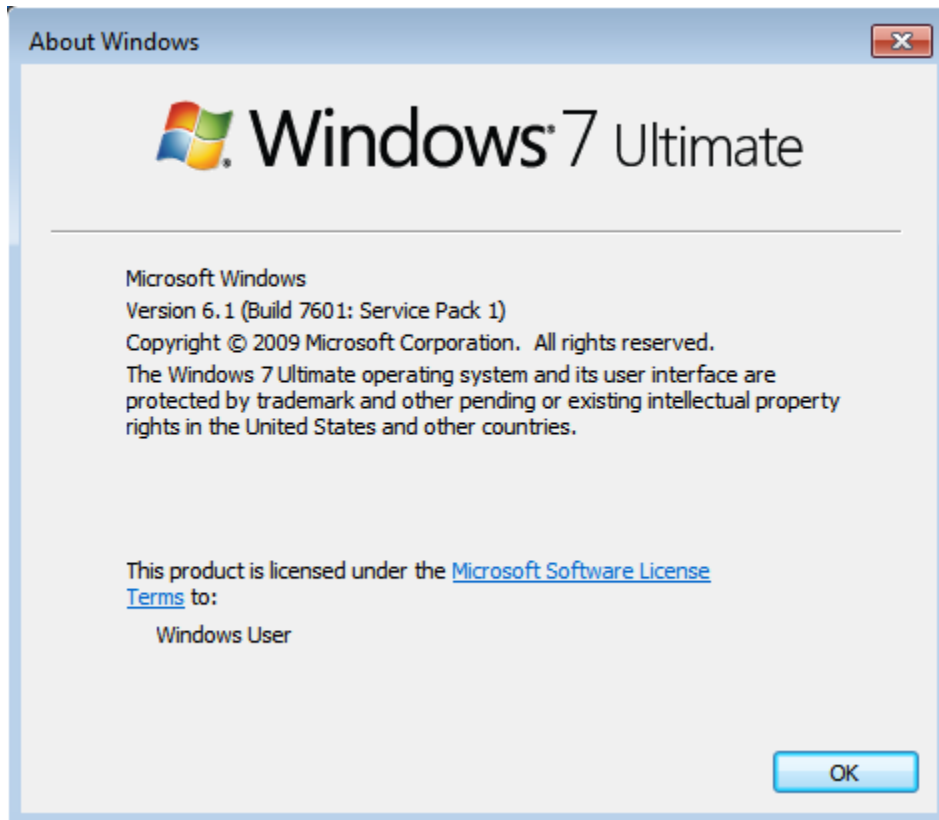 About Windows
Windows® 7 Ultimate
Microsoft Windows
Version 6.1 (Build 7601: Service Pack 1)
Copyright © 2009 Microsoft Corporation.  All rights reserved.
The Windows 7 Ultimate operating system and its user interface are
protected by trademark and other pending or existing intellectual property
rights in the United States and other countries.
This product is licensed under the Microsoft Software License
Terms to:
Windows User
OK